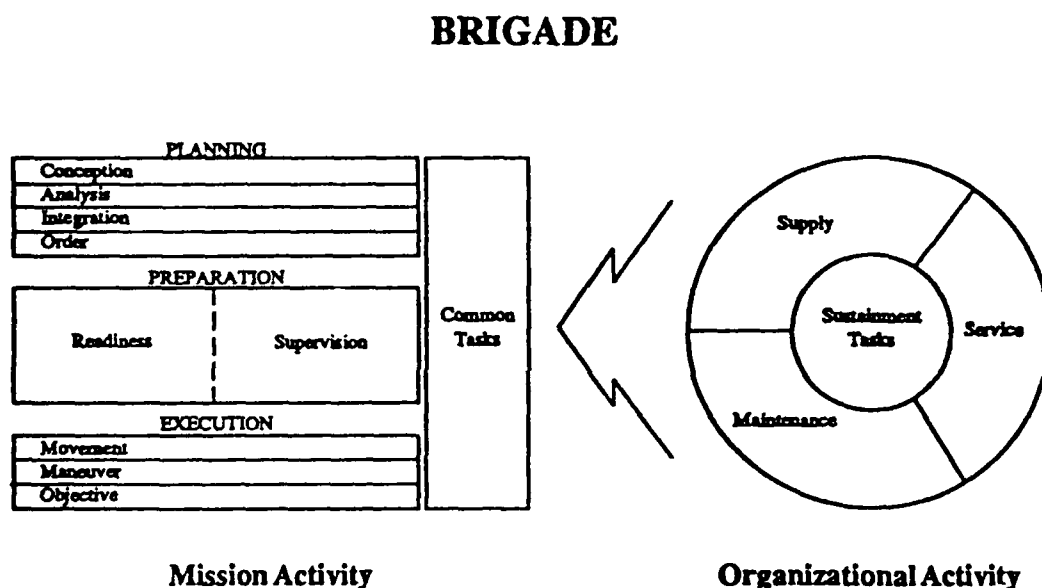 BRIGADE
PLANNING
Conception
Analysis
Integration
Order
PREPARATION
Readiness
Supervision
EXECUTION
Movement
Maneuver
Objective
Common
Tasks
Supply
Sustainment
Tasks
Service
Maintenance
Mission Activity
Organizational Activity